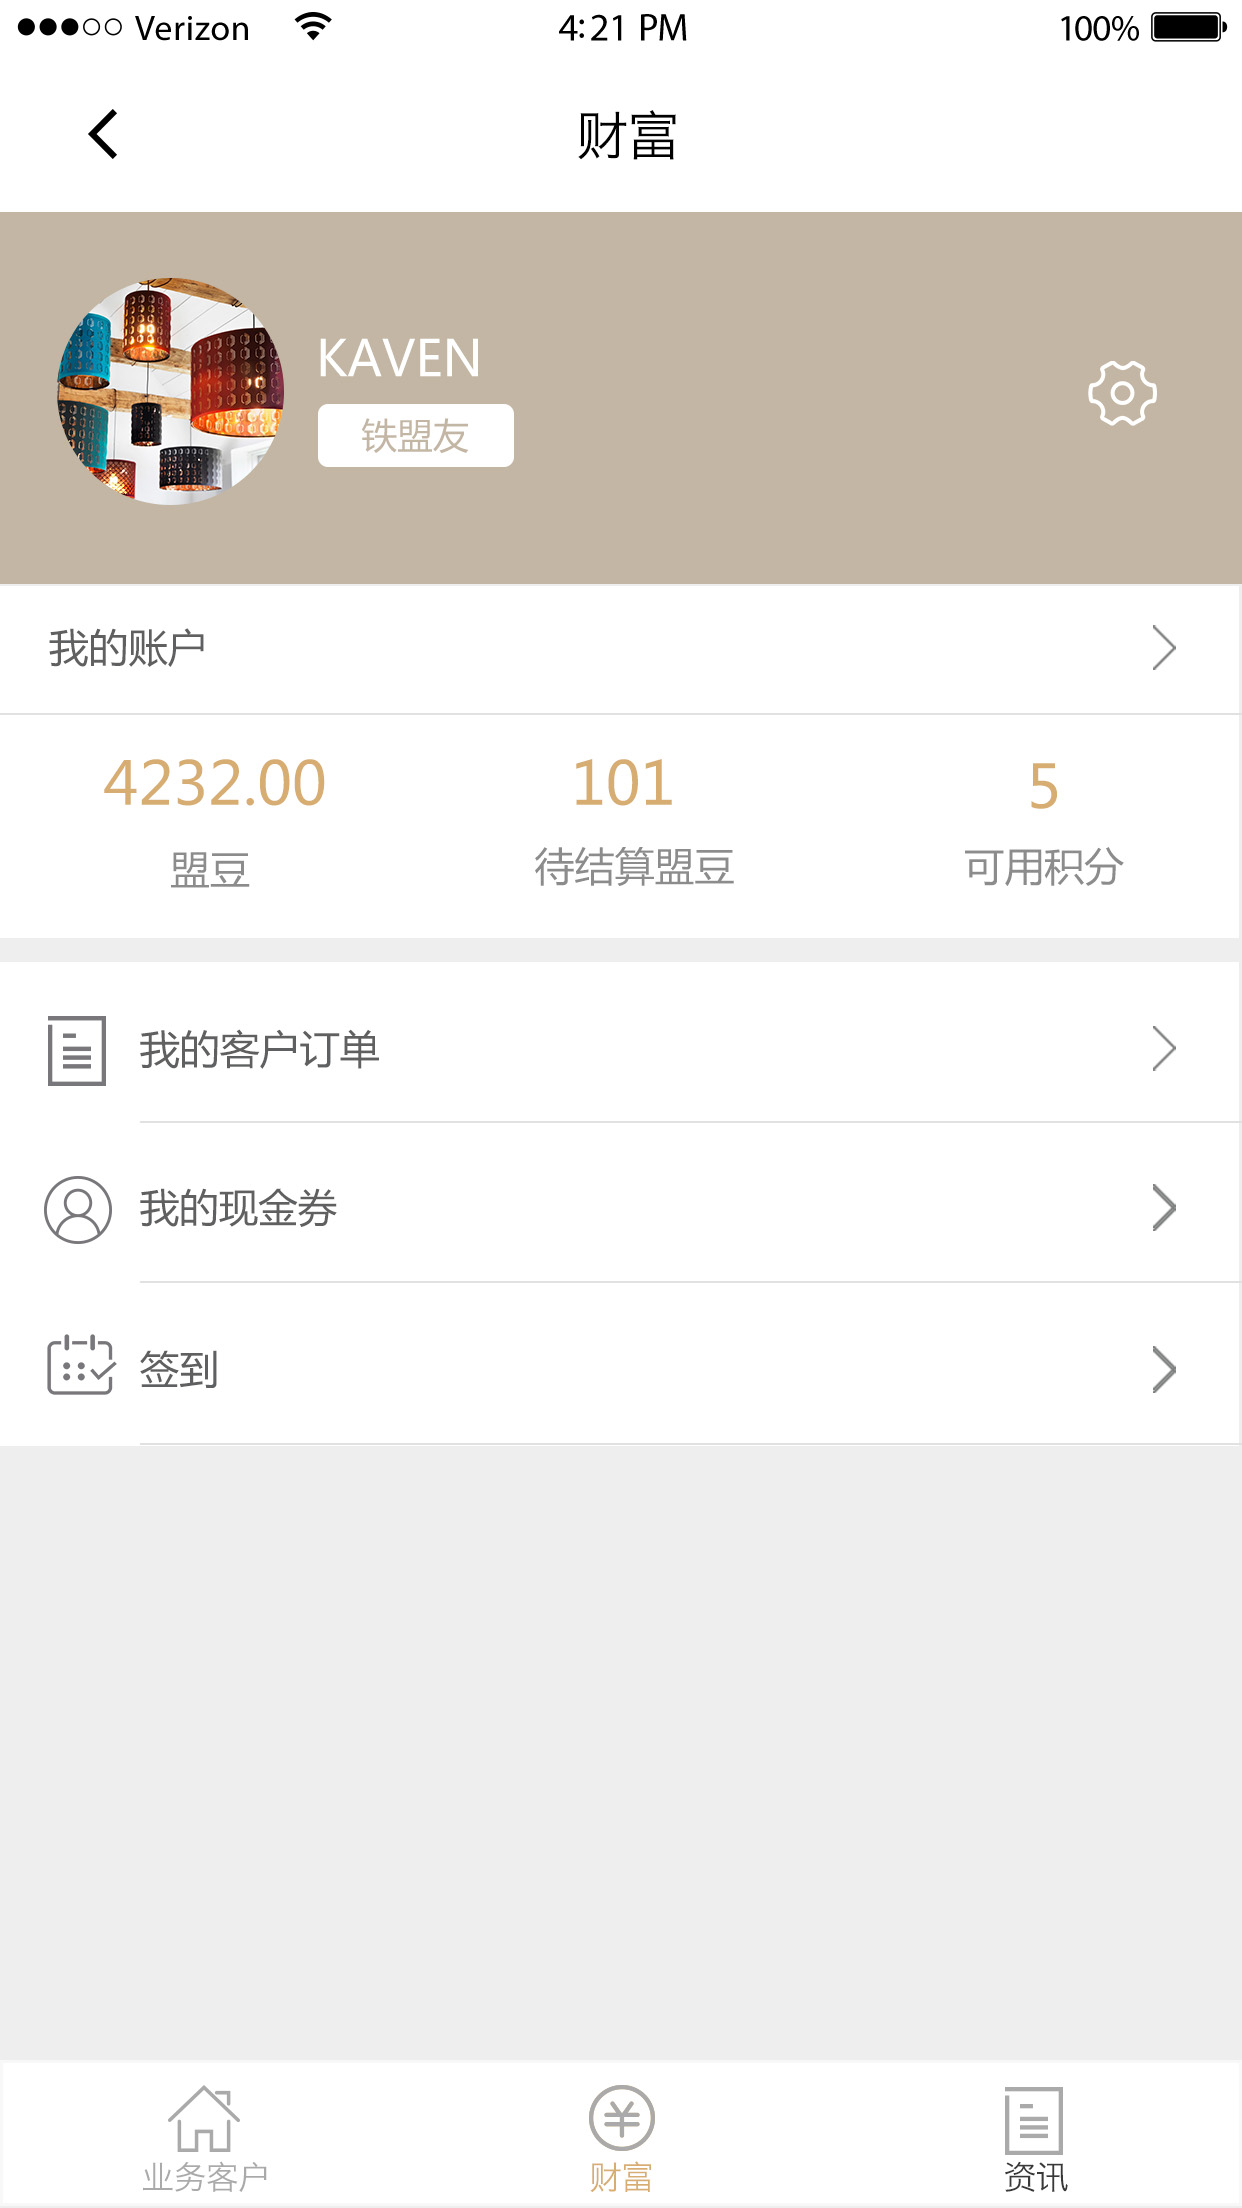 Verizon 4:21 PM 100%
财富
KAVEN
铁盟友
我的账户
4232.00 101 5
盟豆 待结算盟豆 可用积分
我的客户订单
我的现金券
签到
业务客户 财富 资讯